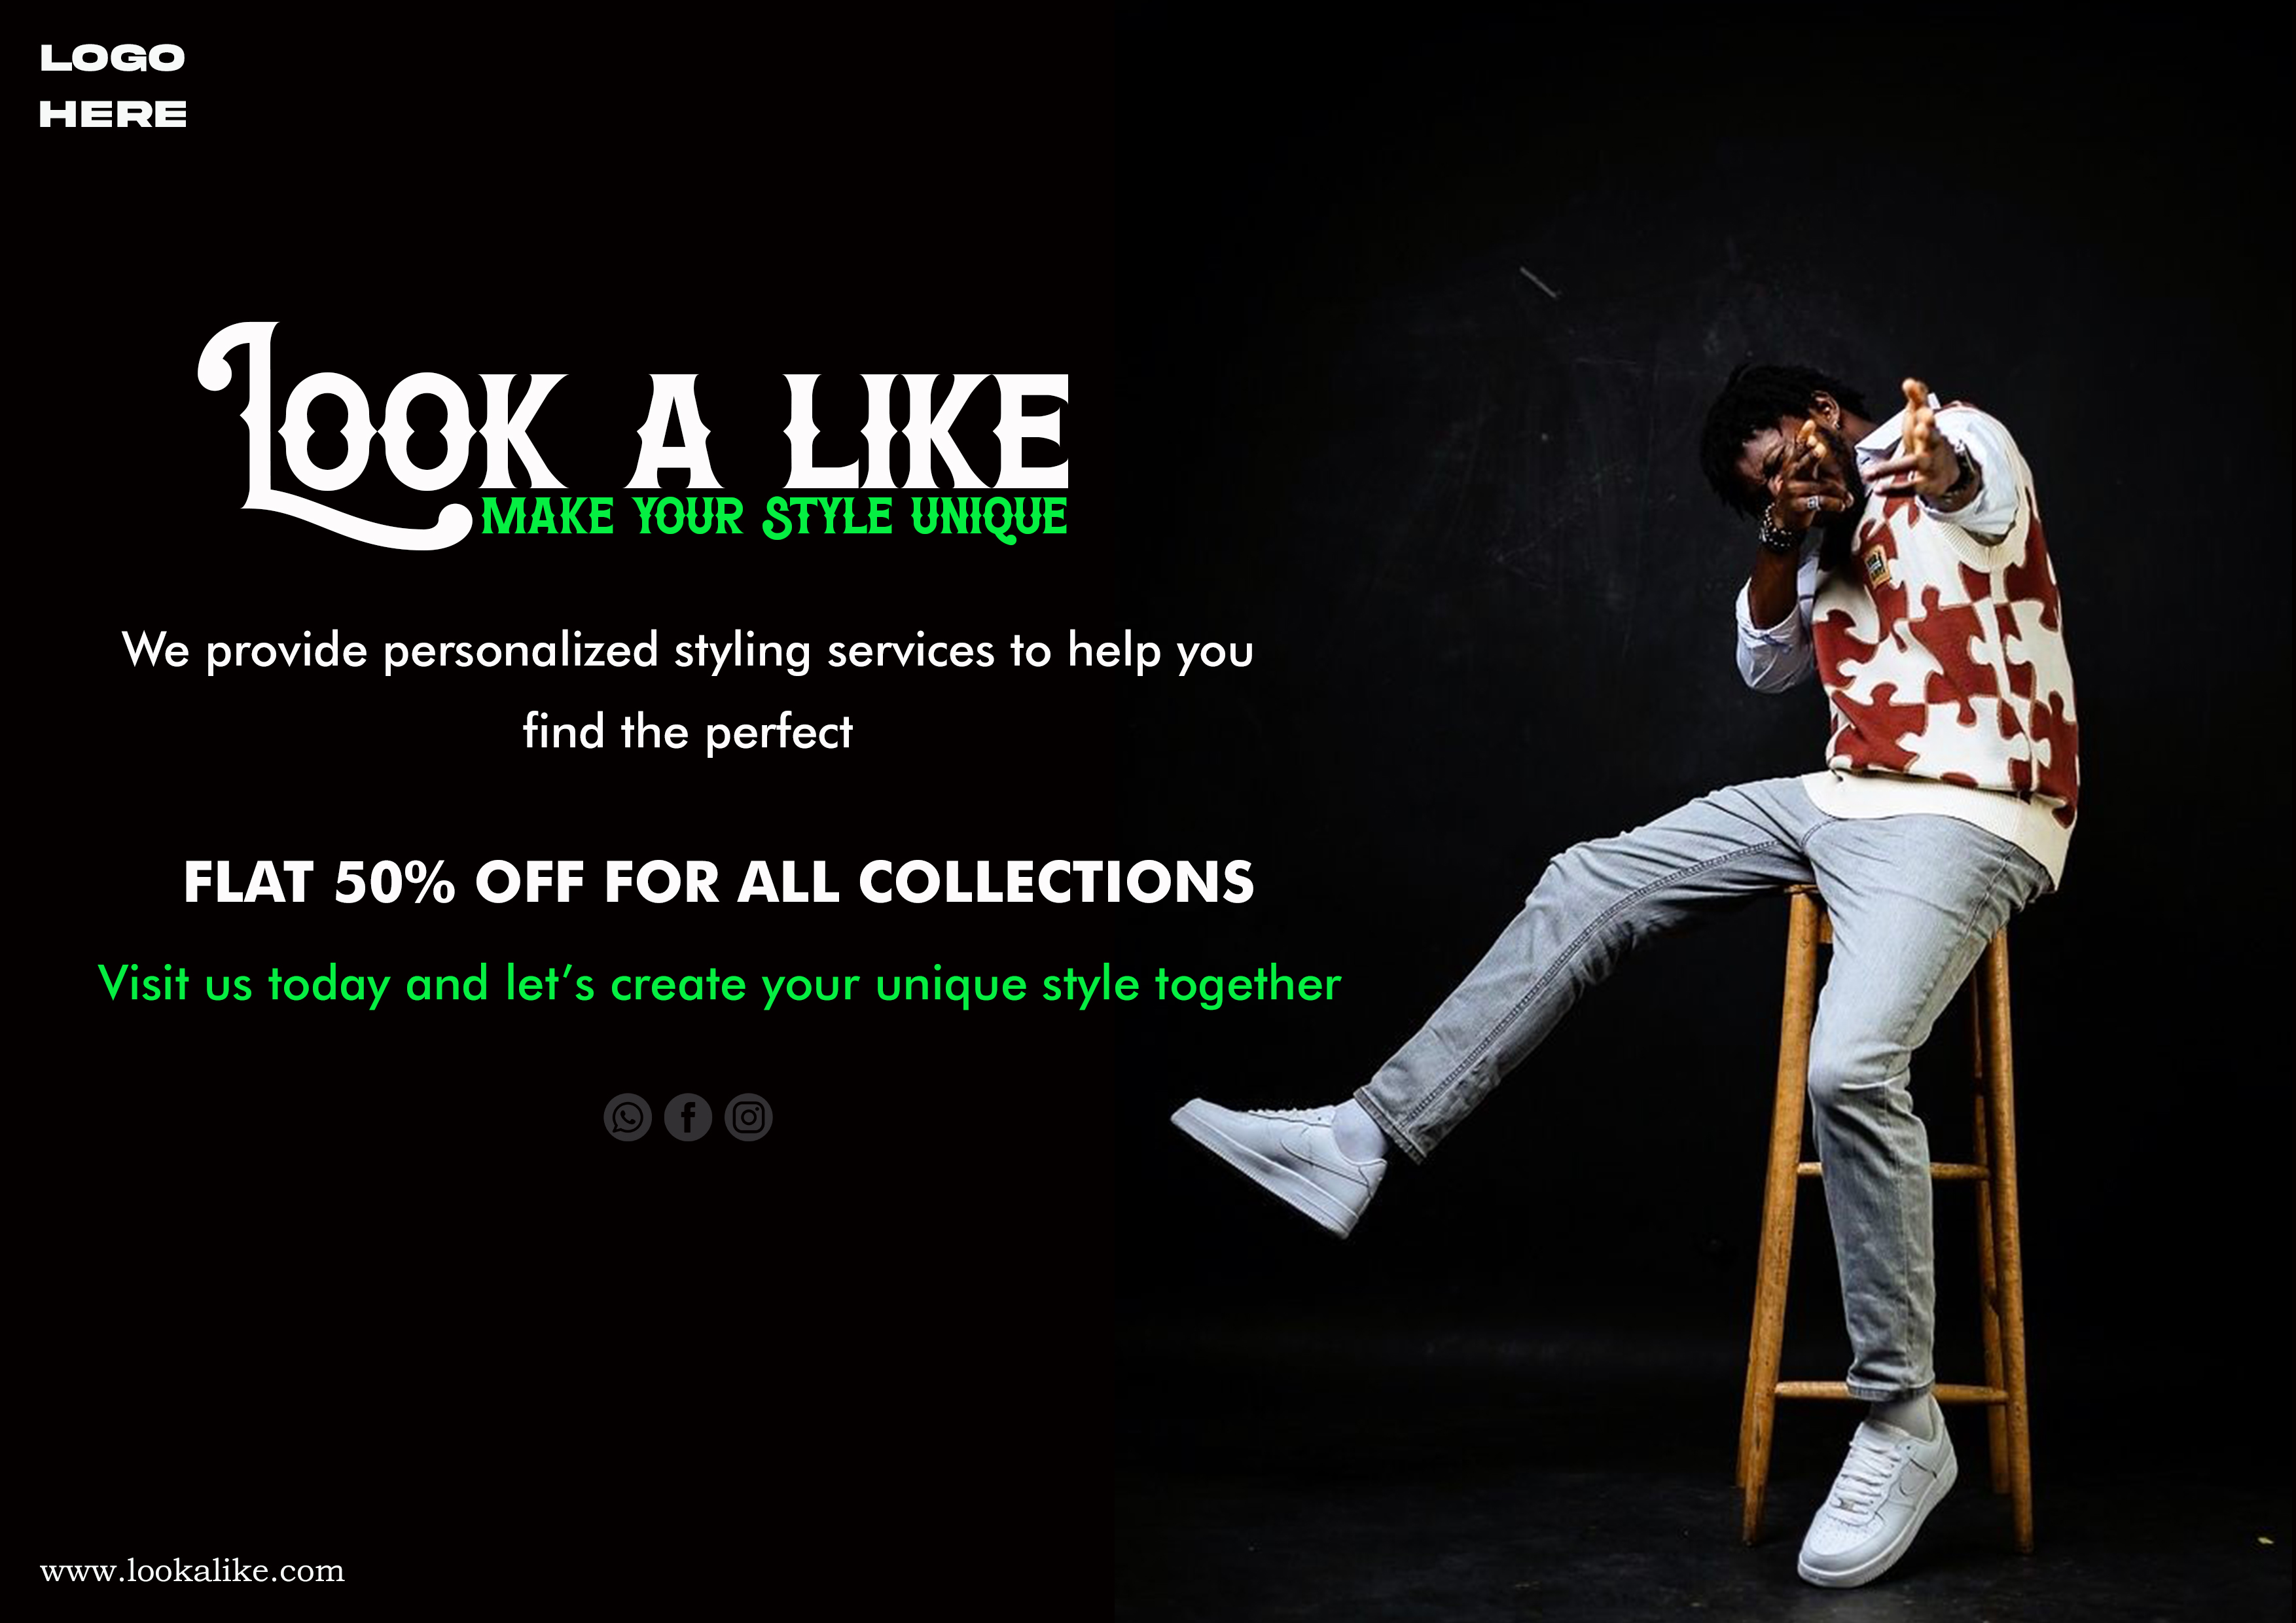 LOGO
HERE
LOOK A LIKE
MAKE YOUR STYLE UNIQUE
We provide personalized styling services to help you
find the perfect
FLAT 50% OFF FOR ALL COLLECTIONS
Visit us today and let’s create your unique style together
www.lookalike.com